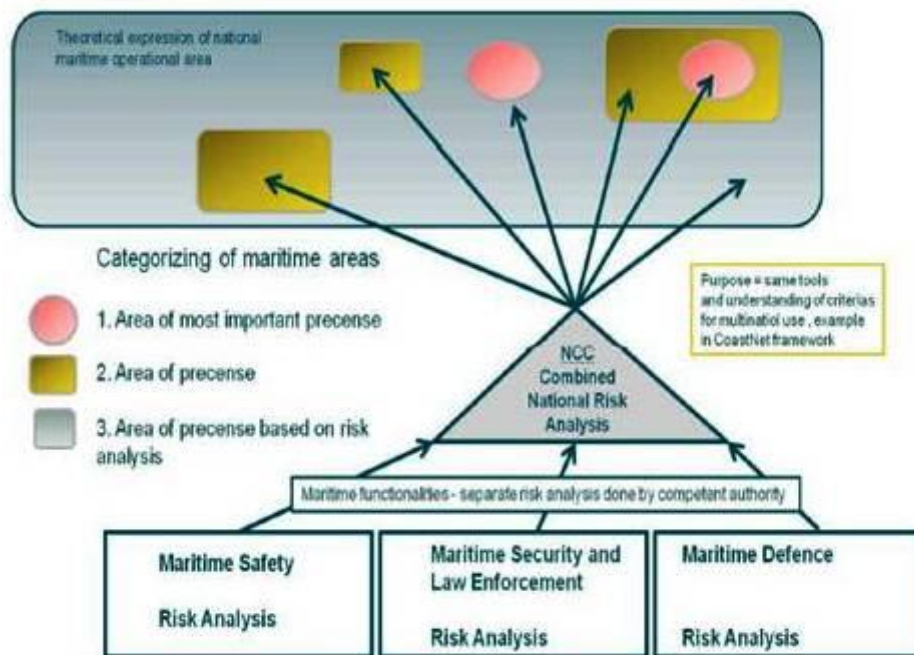 Theoretical expression of national
maritime operational area
Categorizing of maritime areas
1. Area of most important precense
2. Area of precense
3. Area of precense based on risk
analysis
Purpose = same tools
and understanding of criterias
for multinatiol use , example
in CoastNet framework
NCC
Combined
National Risk
Analysis
Maritime functionalities - separate risk analysis done by competent authority
Maritime Safety
Risk Analysis
Maritime Security and
Law Enforcement
Risk Analysis
Maritime Defence
Risk Analysis